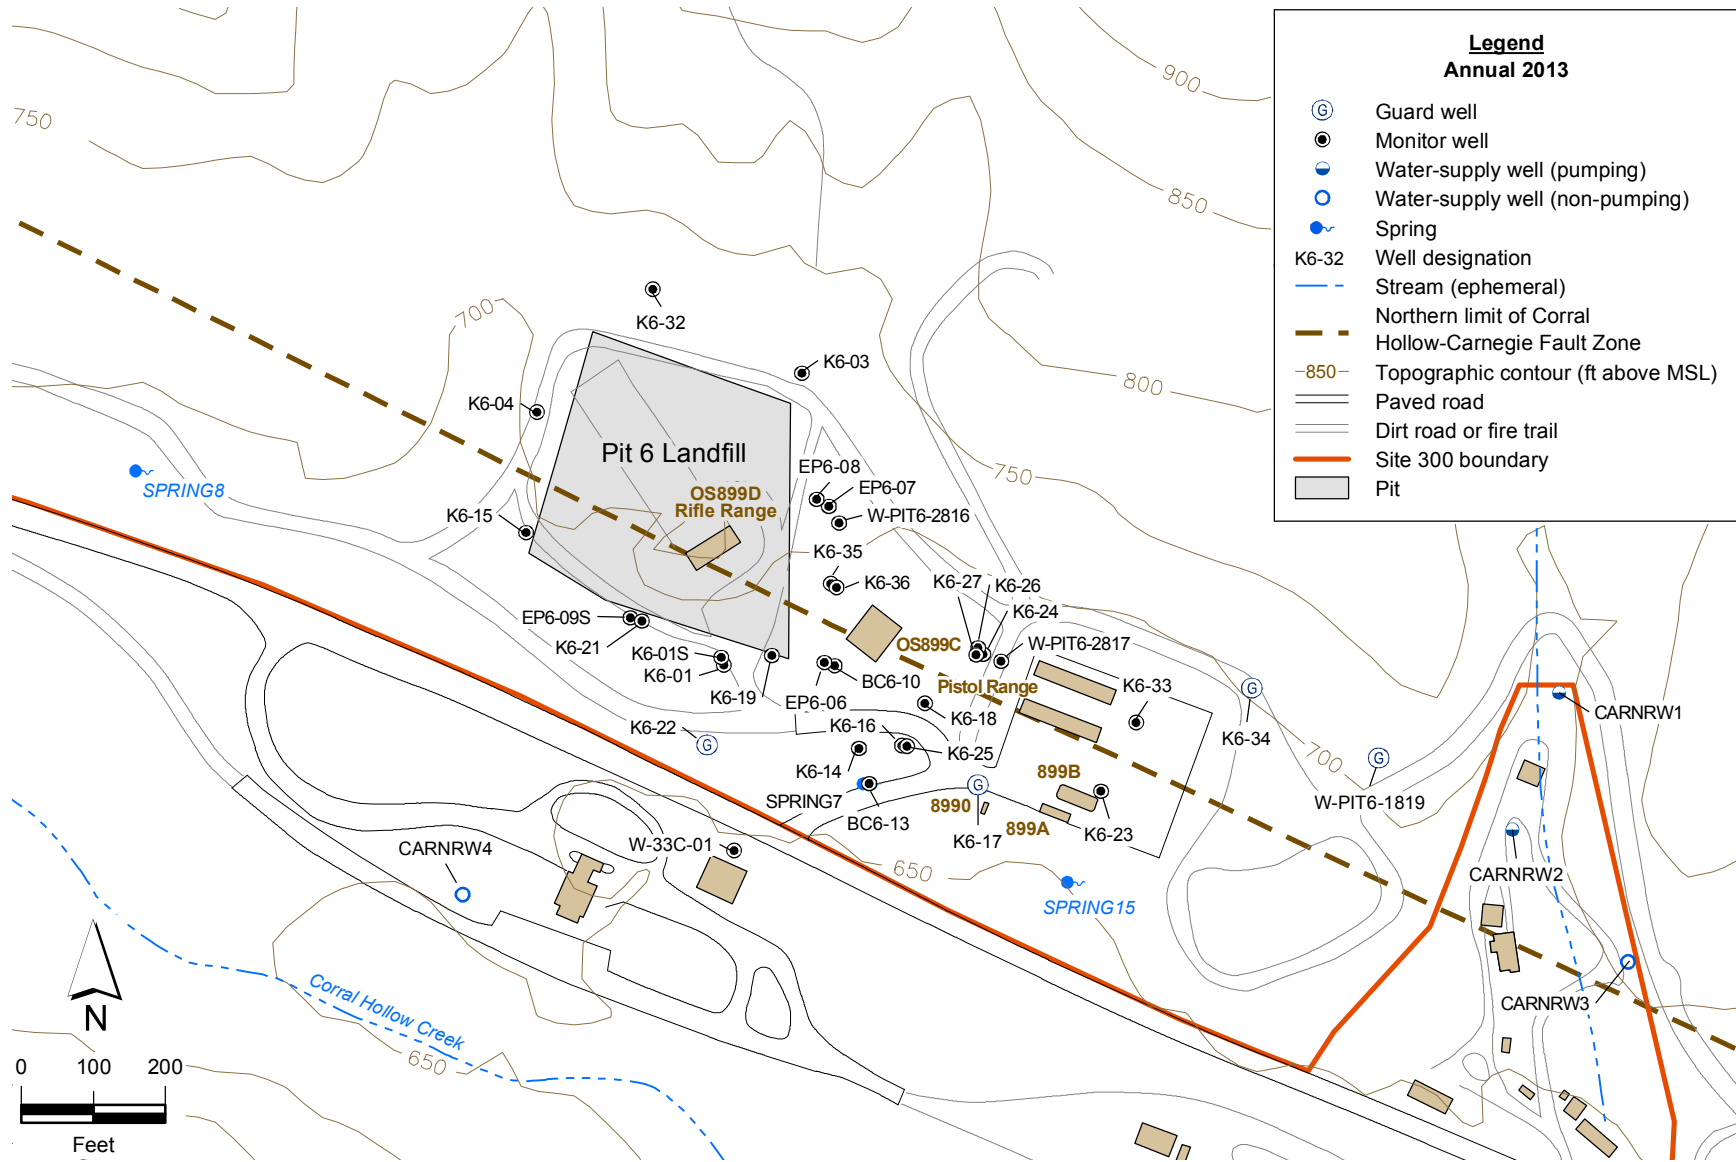 Legend
Annual 2013
G Guard well
Monitor well
Water-supply well (pumping)
Water-supply well (non-pumping)
Spring
K6-32 Well designation
Stream (ephemeral)
Northern limit of Corral
Hollow-Carnegie Fault Zone
850 Topographic contour (ft above MSL)
Paved road
Dirt road or fire trail
Site 300 boundary
Pit
900
750
850
700
800
750
K6-32
K6-03
K6-04
Pit 6 Landfill
EP6-08
EP6-07
W-PIT6-2816
SPRING8
OS899D
Rifle Range
K6-15
K6-35
K6-36
K6-27
K6-26
K6-24
EP6-09S
K6-21
K6-01S
K6-01
K6-19
OS899C
W-PIT6-2817
BC6-10
EP6-06
Pistol Range
K6-33
K6-18
K6-22
G
K6-16
K6-25
K6-14
G
K6-34
CARNRW1
700
G
W-PIT6-1819
SPRING7
BC6-13
G
8990
K6-17
899B
899A
K6-23
W-33C-01
CARNRW4
650
SPRING15
CARNRW2
CARNRW3
Corral Hollow Creek
650
N
0 100 200
Feet